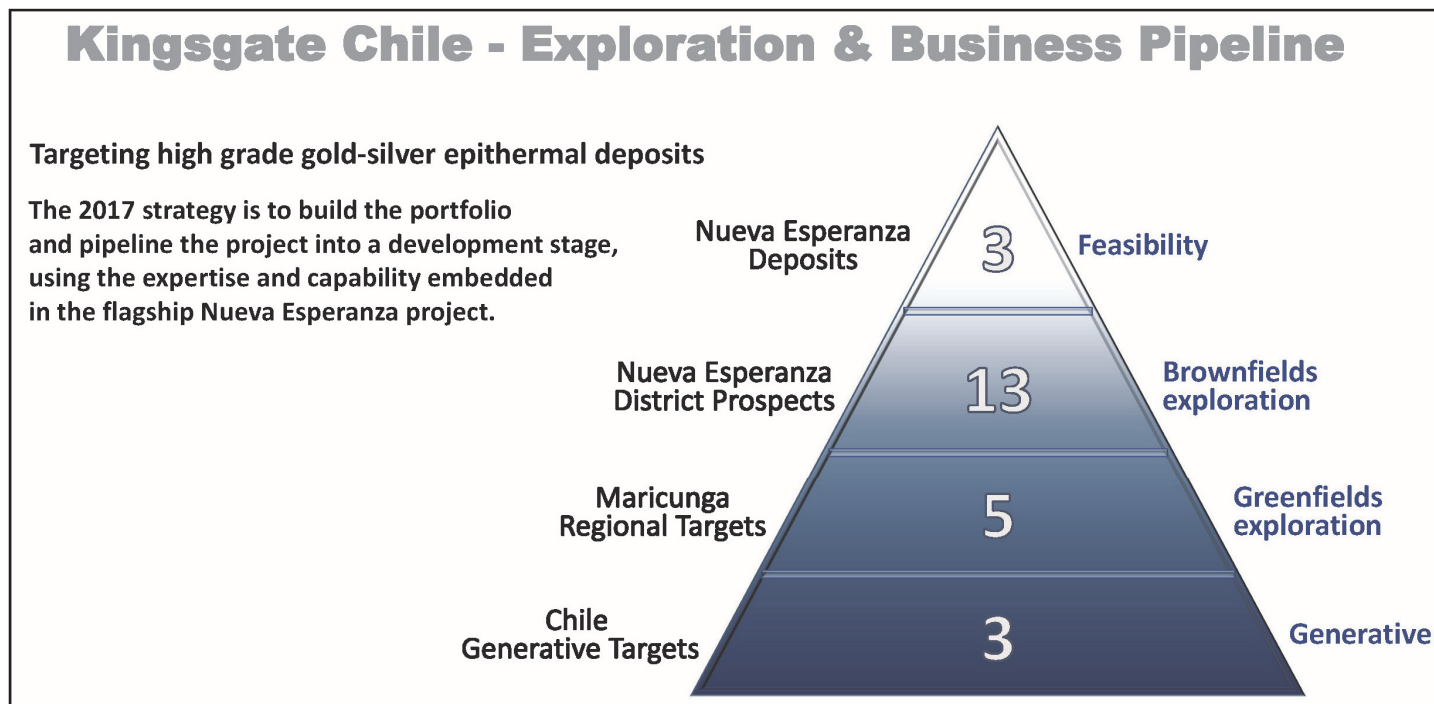 Kingsgate Chile - Exploration & Business Pipeline
Targeting high grade gold-silver epithermal deposits
The 2017 strategy is to build the portfolio
and pipeline the project into a development stage,
using the expertise and capability embedded
in the flagship Nueva Esperanza project.
Nueva Esperanza
Deposits
3
Feasibility
Nueva Esperanza
District Prospects
13
Brownfields
exploration
Maricunga
Regional Targets
5
Greenfields
exploration
Chile
Generative Targets
3
Generative